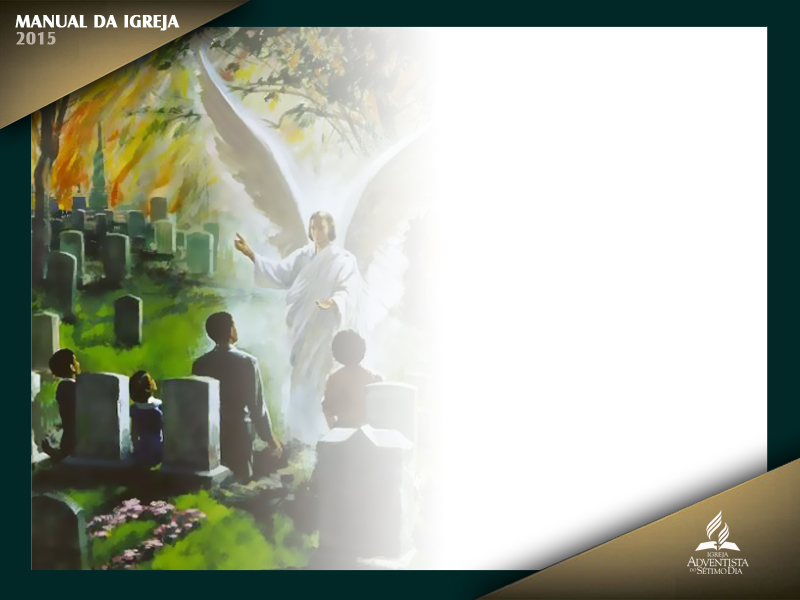 MANUAL DA IGREJA
2015
IGREJA
ADVENTISTA
DO SÉTIMO DIA